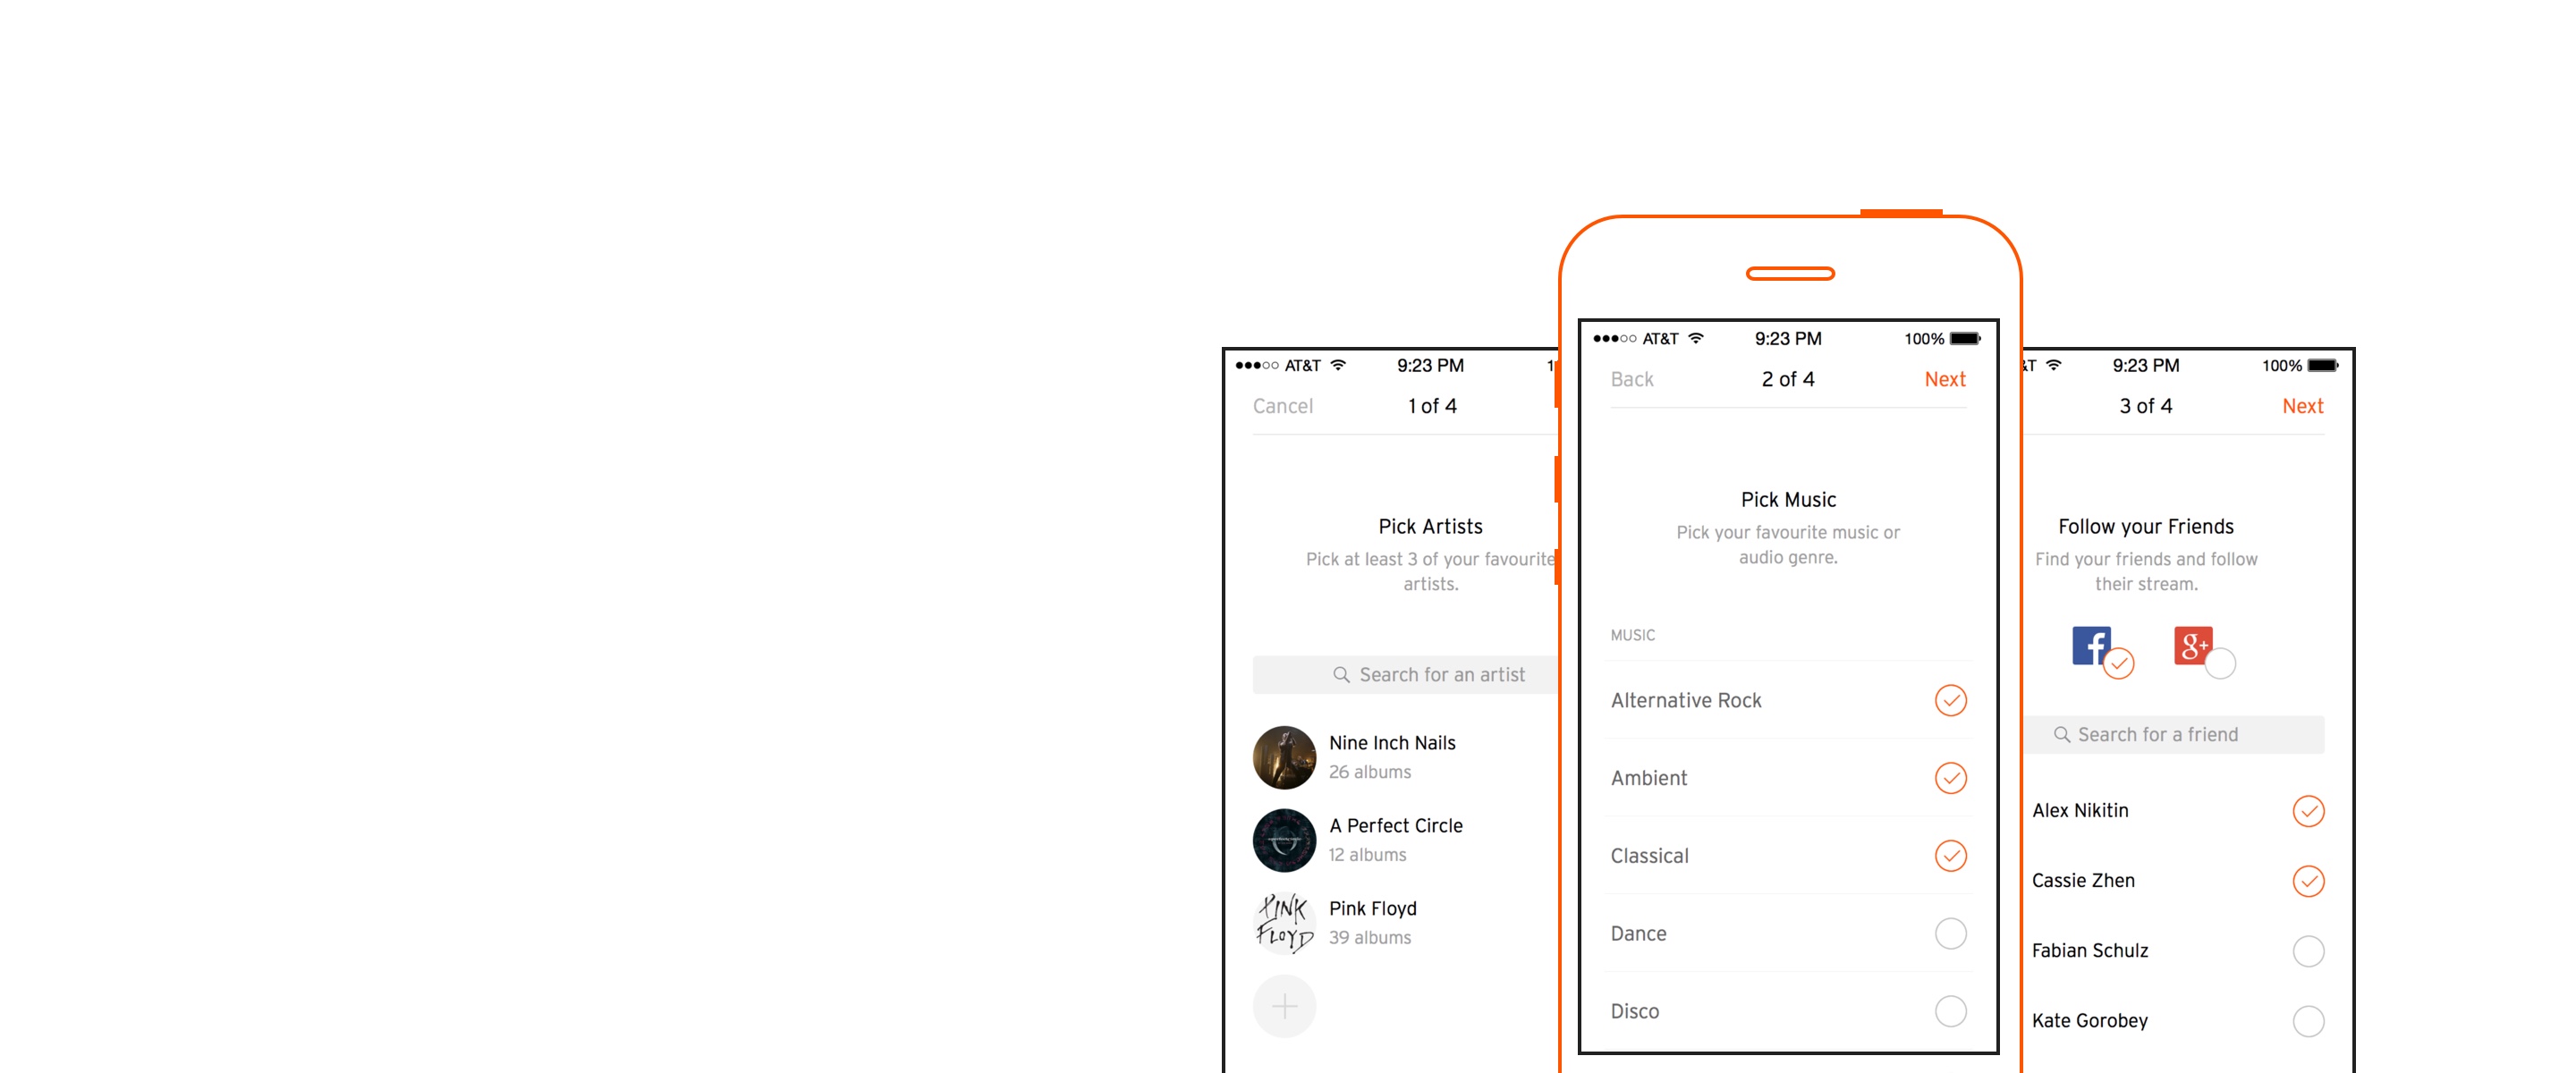 AT&T 9:23 PM
Cancel 1 of 4
Pick Artists
Pick at least 3 of your favourite
artists.
Search for an artist
Nine Inch Nails
26 albums
A Perfect Circle
12 albums
PINK
FLOYD
Pink Floyd
39 albums
AT&T 9:23 PM 100%
Back 2 of 4 Next
Pick Music
Pick your favourite music or
audio genre.
MUSIC
Alternative Rock
Ambient
Classical
Dance
Disco
9:23 PM 100%
3 of 4 Next
Follow your Friends
Find your friends and follow
their stream.
f g+
Search for a friend
Alex Nikitin
Cassie Zhen
Fabian Schulz
Kate Gorobey